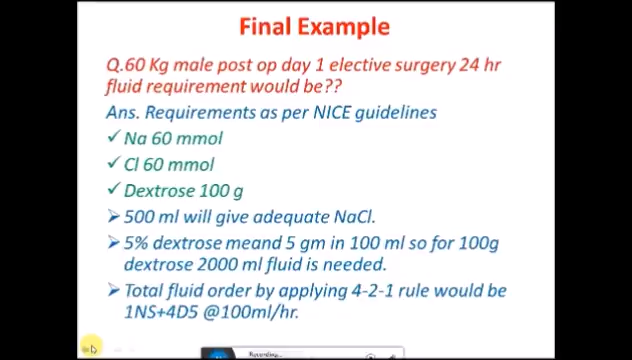 Final Example
Q.60 Kg male post op day 1 elective surgery 24 hr
fluid requirement would be??
Ans. Requirements as per NICE guidelines
✓ Na 60 mmol
✓ Cl 60 mmol
✓ Dextrose 100 g
➢ 500 ml will give adequate NaCl.
➢ 5% dextrose meand 5 gm in 100 ml so for 100g
dextrose 2000 ml fluid is needed.
➢ Total fluid order by applying 4-2-1 rule would be
1NS+4D5 @100ml/hr.
Recording...